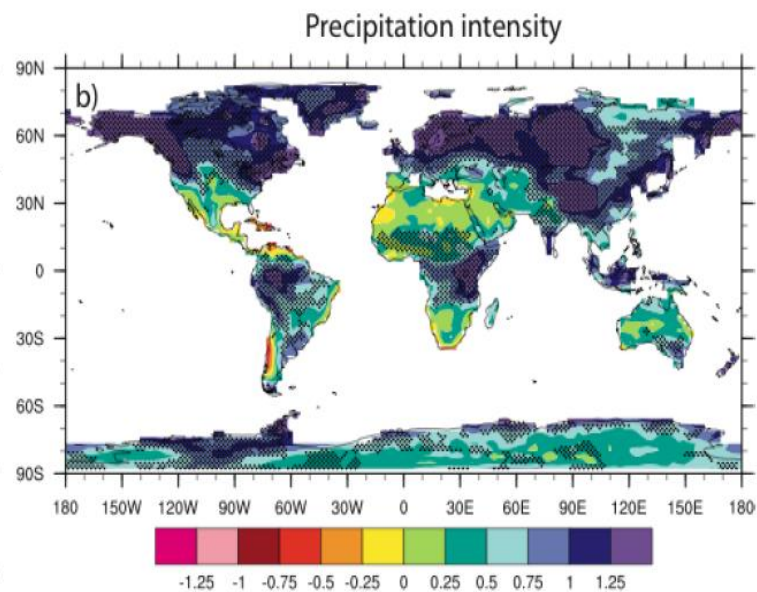 Precipitation intensity
b)
90N
60N
30N
0
30S
60S
90S
180 150W 120W 90W 60W 30W 0 30E 60E 90E 120E 150E 180
-1.25 -1 -0.75 -0.5 -0.25 0 0.25 0.5 0.75 1 1.25